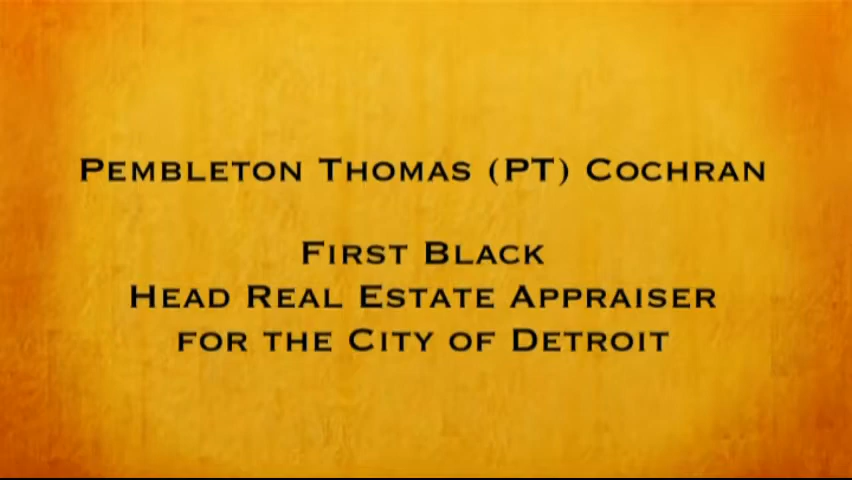 Pembleton Thomas (PT) Cochran
First Black
Head Real Estate Appraiser
for the City of Detroit